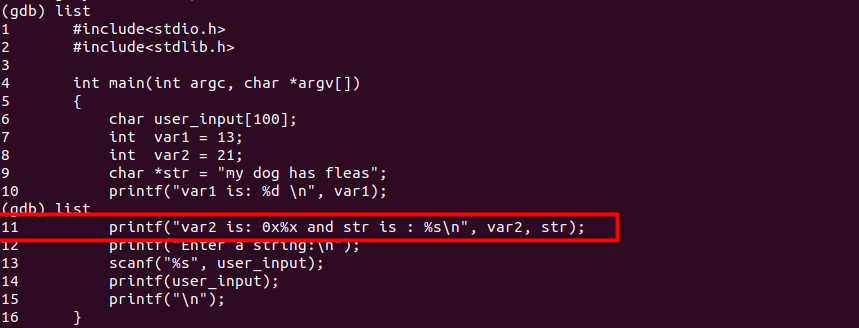 (gdb) list
1 #include<stdio.h>
2 #include<stdlib.h>
3
4 int main(int argc, char *argv[])
5 {
6 char user_input[100];
7 int  var1 = 13;
8 int  var2 = 21;
9 char *str = "my dog has fleas";
10 printf("var1 is: %d \n", var1);
(gdb) list
11 printf("var2 is: 0x%x and str is : %s\n", var2, str);
12 printf("Enter a string:\n");
13 scanf("%s", user_input);
14 printf(user_input);
15 printf("\n");
16 }